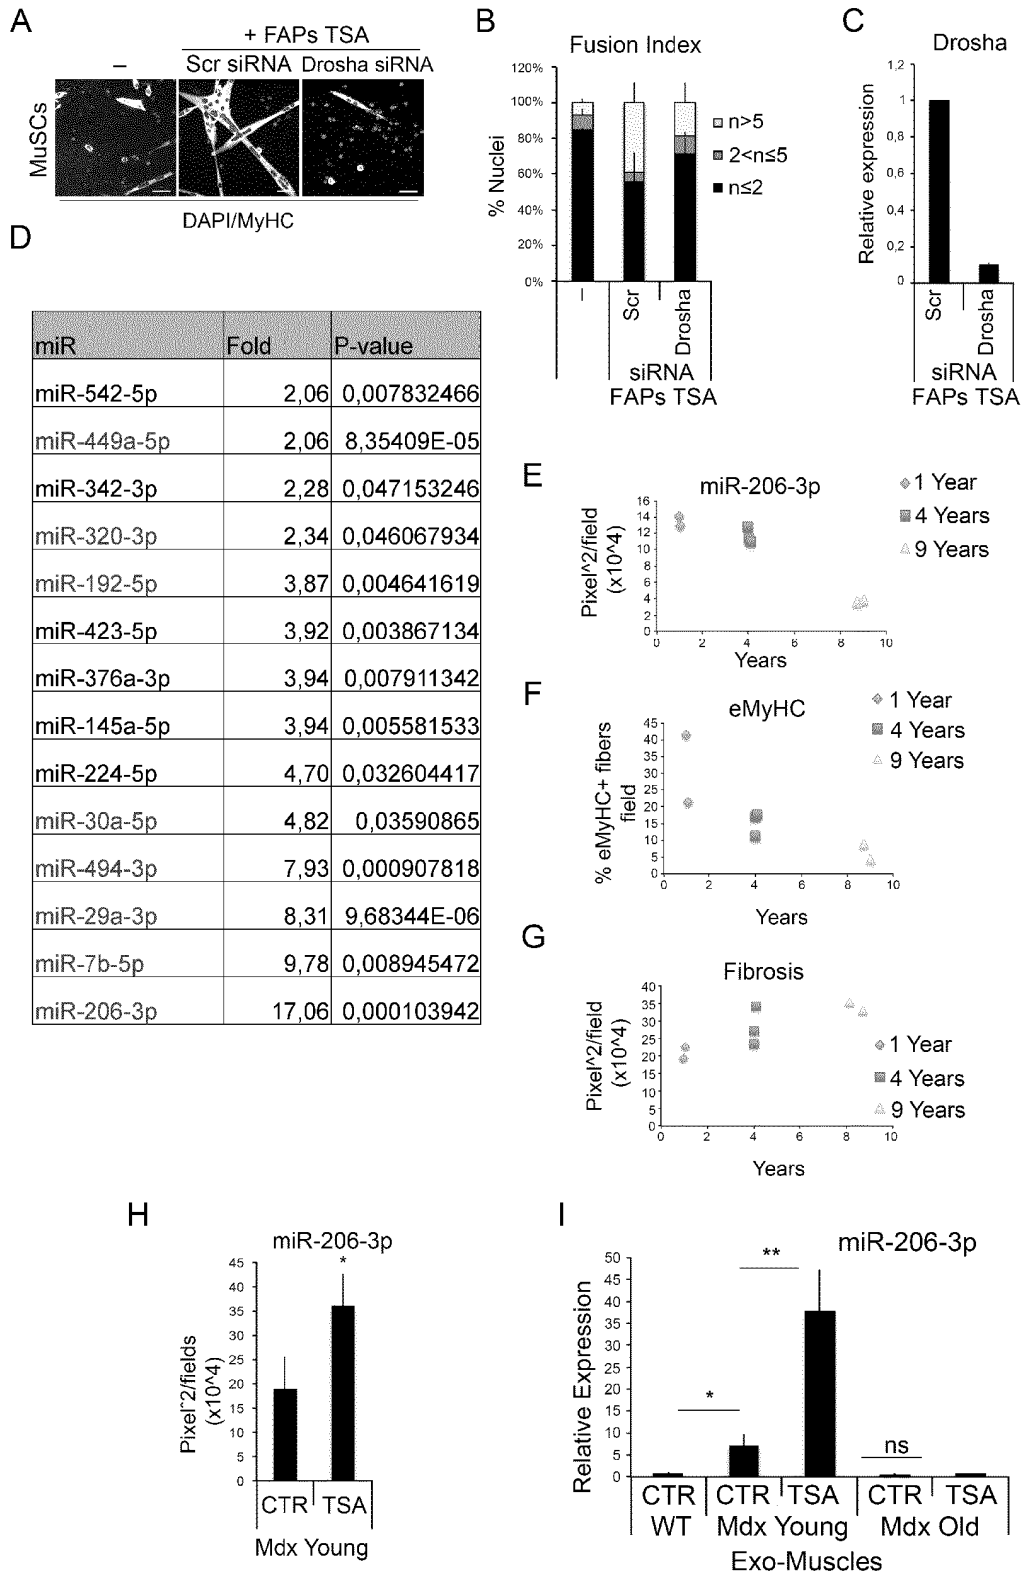 A
+ FAPs TSA
– Scr siRNA Drosha siRNA
MuSCs
DAPI/MyHC
B
Fusion Index
% Nuclei
120%
100%
80%
60%
40%
20%
0%
n>5
2<n≤5
n≤2
– Scr Drosha
siRNA
FAPs TSA
C
Drosha
Relative expression
1,2
1
0,8
0,6
0,4
0,2
0
Scr Drosha
siRNA
FAPs TSA
D
miR Fold P-value
miR-542-5p 2,06 0,007832466
miR-449a-5p 2,06 8,35409E-05
miR-342-3p 2,28 0,047153246
miR-320-3p 2,34 0,046067934
miR-192-5p 3,87 0,004641619
miR-423-5p 3,92 0,003867134
miR-376a-3p 3,94 0,007911342
miR-145a-5p 3,94 0,005581533
miR-224-5p 4,70 0,032604417
miR-30a-5p 4,82 0,03590865
miR-494-3p 7,93 0,000907818
miR-29a-3p 8,31 9,68344E-06
miR-7b-5p 9,78 0,008945472
miR-206-3p 17,06 0,000103942
E
miR-206-3p
Pixel^2/field
(x10^4)
16
14
12
10
8
6
4
2
0
0 2 4 6 8 10
Years
1 Year
4 Years
9 Years
F
eMyHC
% eMyHC+ fibers
field
45
40
35
30
25
20
15
10
5
0
0 2 4 6 8 10
Years
1 Year
4 Years
9 Years
G
Fibrosis
Pixel^2/field
(x10^4)
40
35
30
25
20
15
10
5
0
0 2 4 6 8 10
Years
1 Year
4 Years
9 Years
H
miR-206-3p
Pixel^2/fields
(x10^4)
45
40
35
30
25
20
15
10
5
0
*
CTR TSA
Mdx Young
I
miR-206-3p
Relative Expression
50
45
40
35
30
25
20
15
10
5
0
*
**
ns
CTR CTR TSA CTR TSA
WT Mdx Young Mdx Old
Exo-Muscles